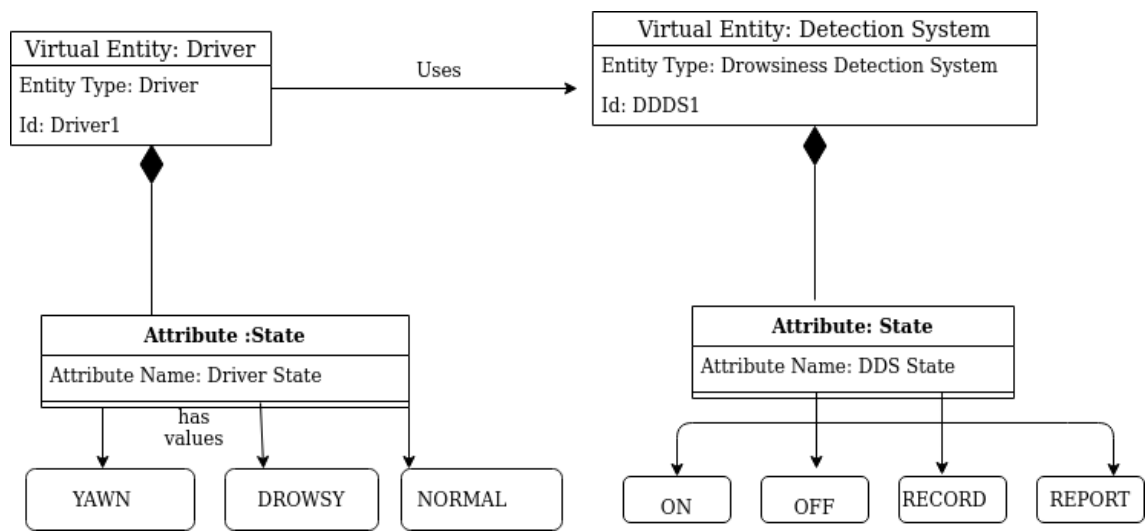 Virtual Entity: Driver
Entity Type: Driver
Id: Driver1
Uses
Virtual Entity: Detection System
Entity Type: Drowsiness Detection System
Id: DDDS1
Attribute :State
Attribute Name: Driver State
has
values
YAWN
DROWSY
NORMAL
Attribute: State
Attribute Name: DDS State
ON
OFF
RECORD
REPORT